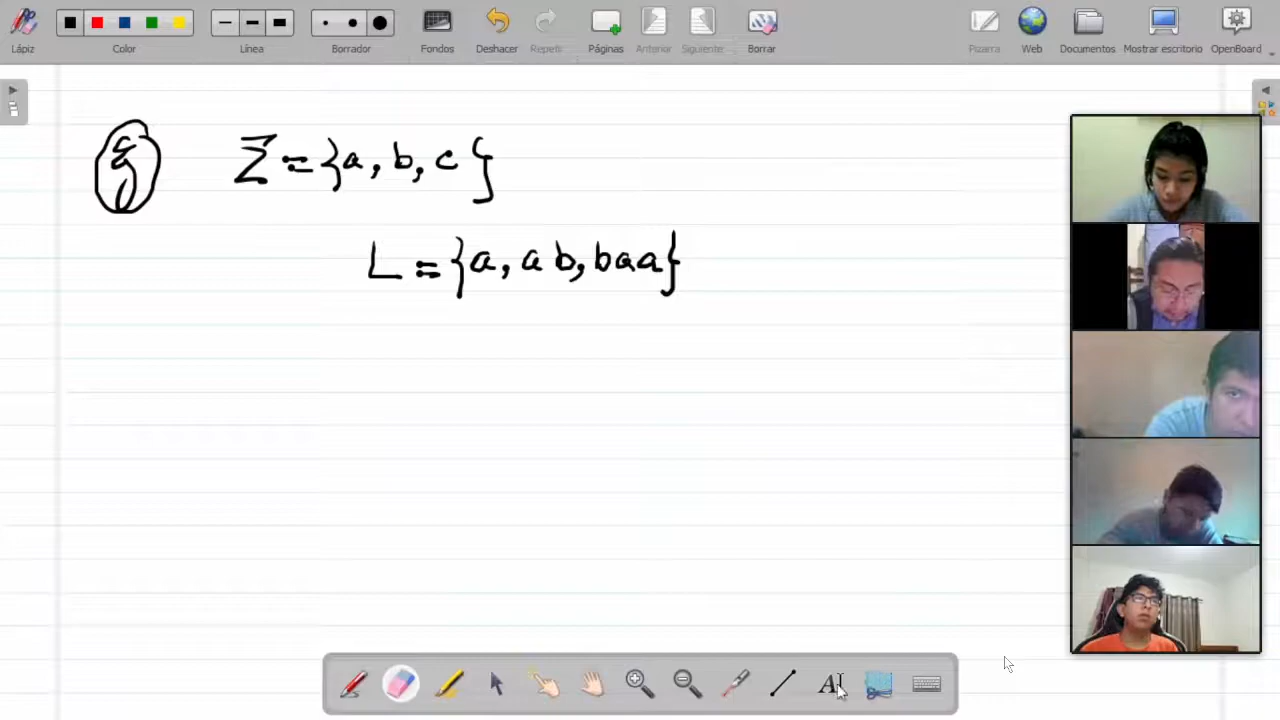 Lápiz Color Línea Borrador Fondos Deshacer Repetir Páginas Anterior Siguiente Borrar Pizarra Web Documentos Mostrar escritorio OpenBoard
Σ = {a, b, c}
L = {a, ab, baa}